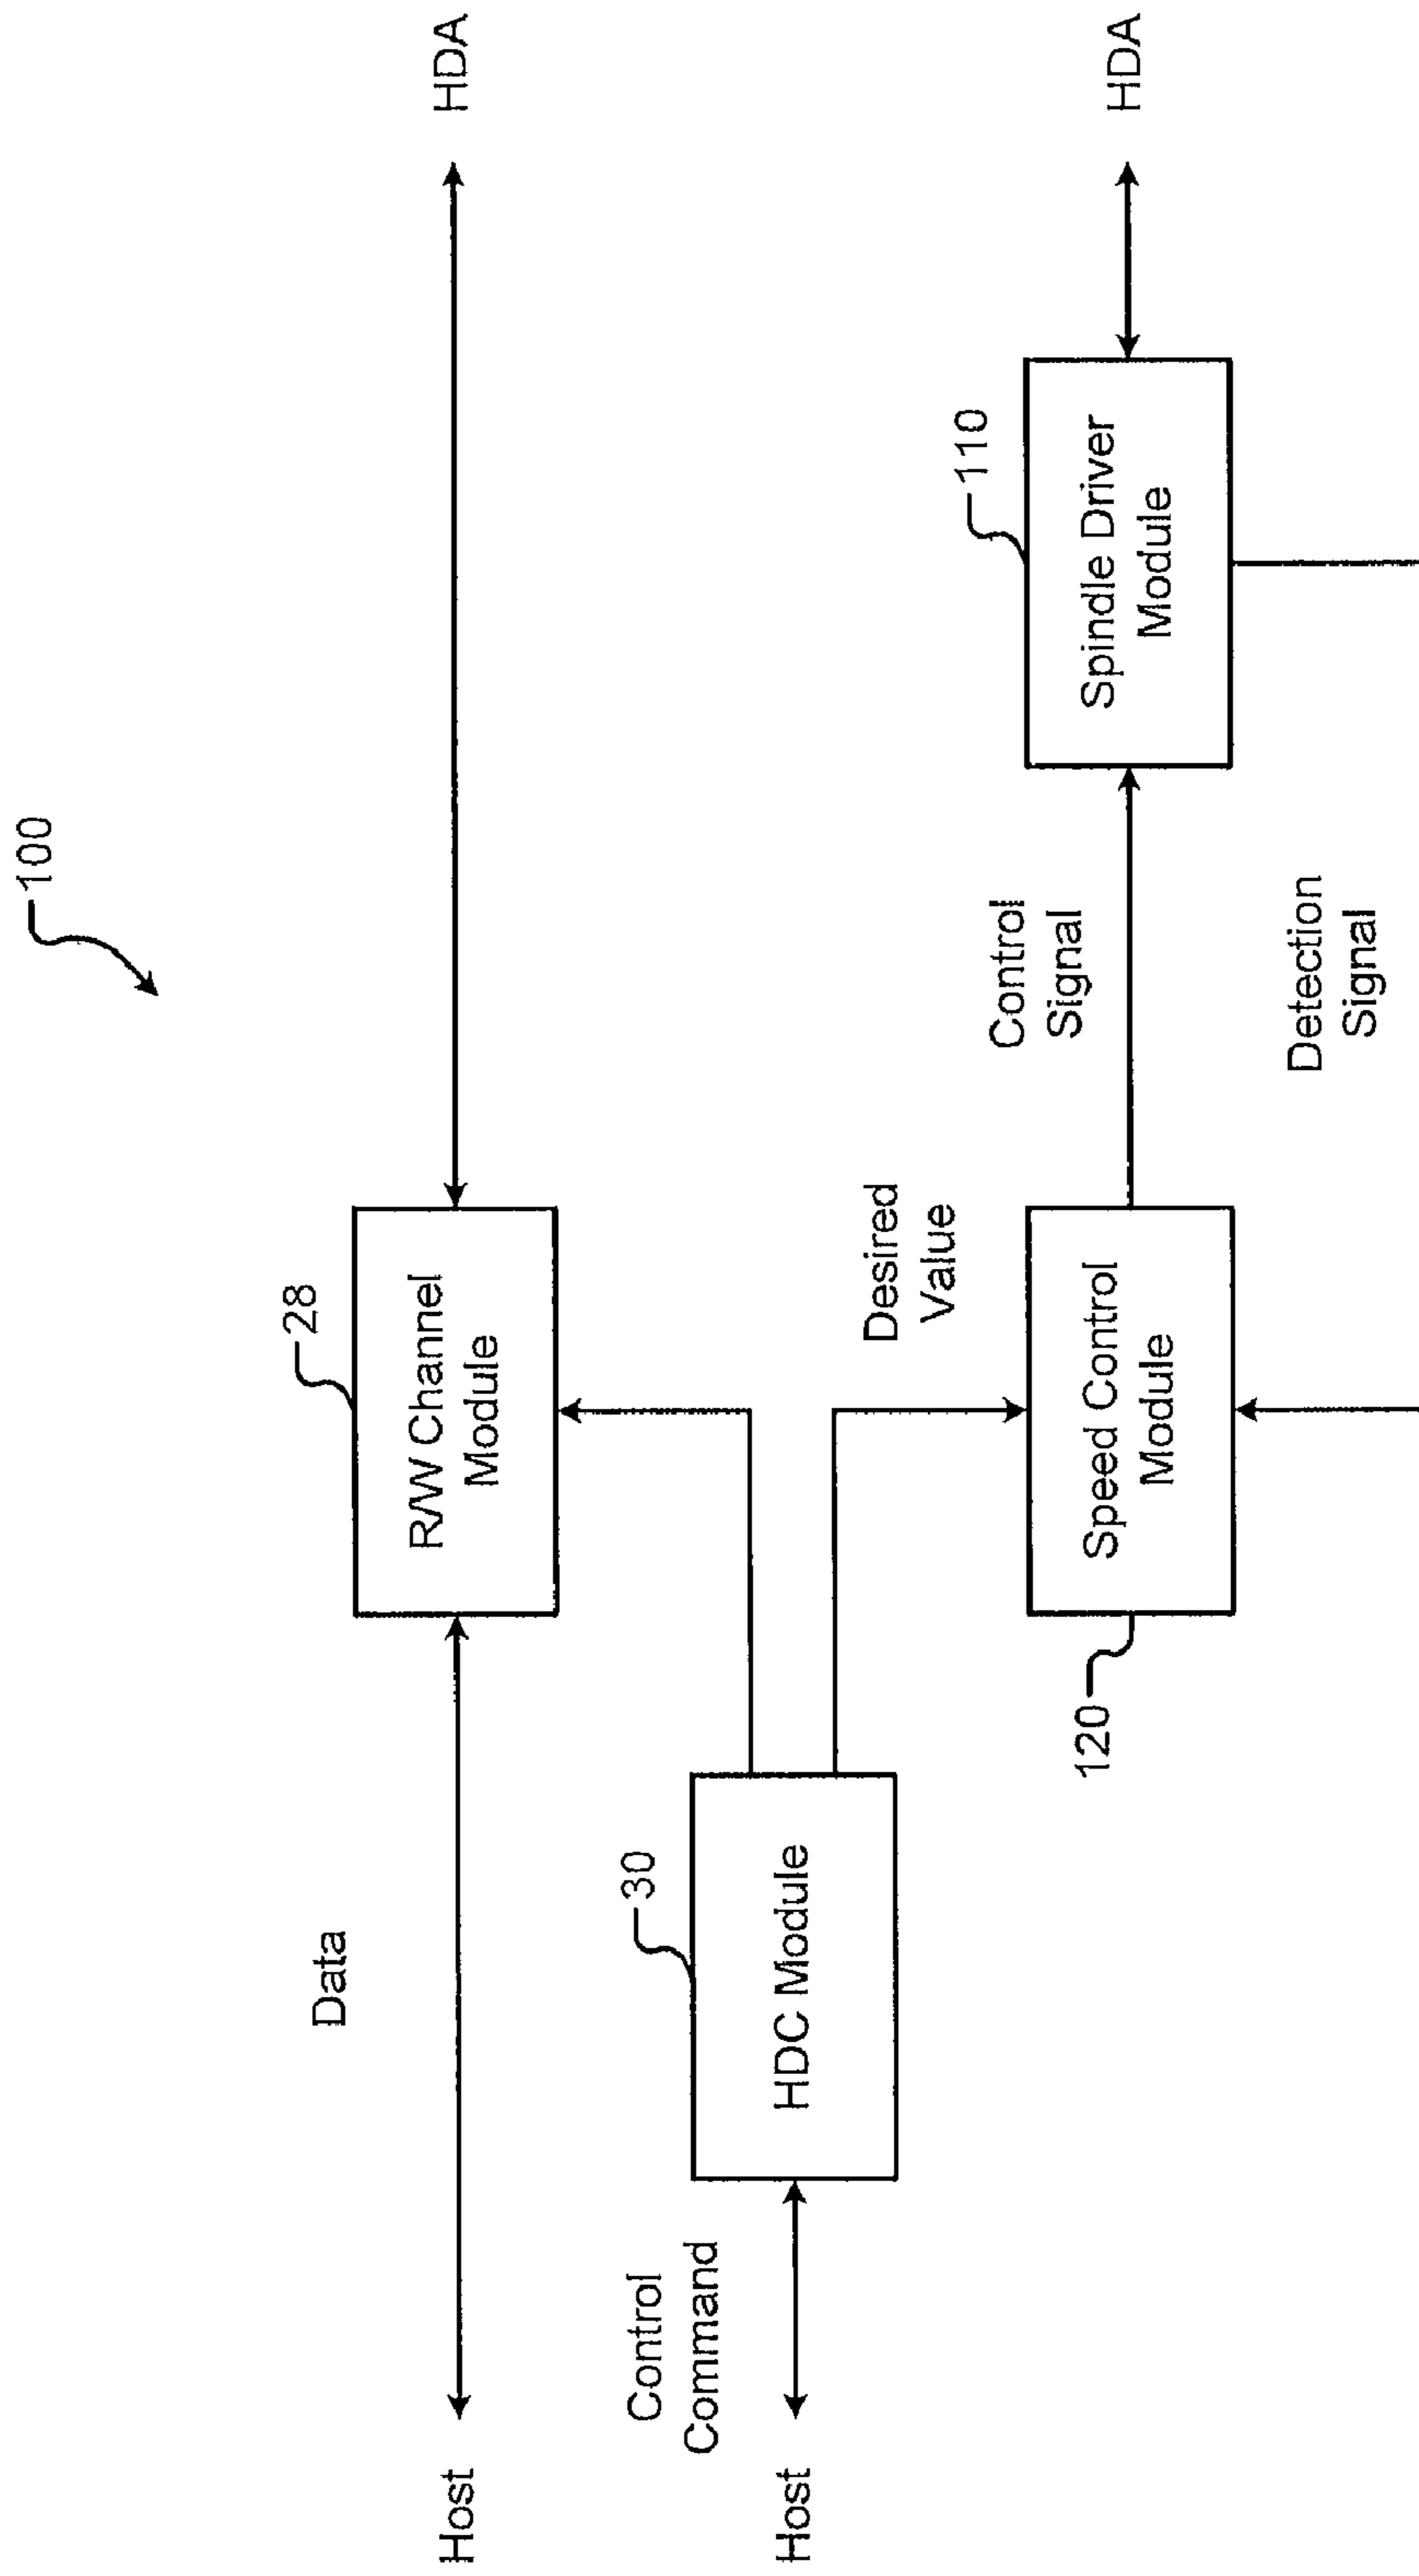 100
Host
Data
28
R/W Channel
Module
HDA
Control
Command
Host
30
HDC Module
Desired
Value
120
Speed Control
Module
Control
Signal
110
Spindle Driver
Module
HDA
Detection
Signal